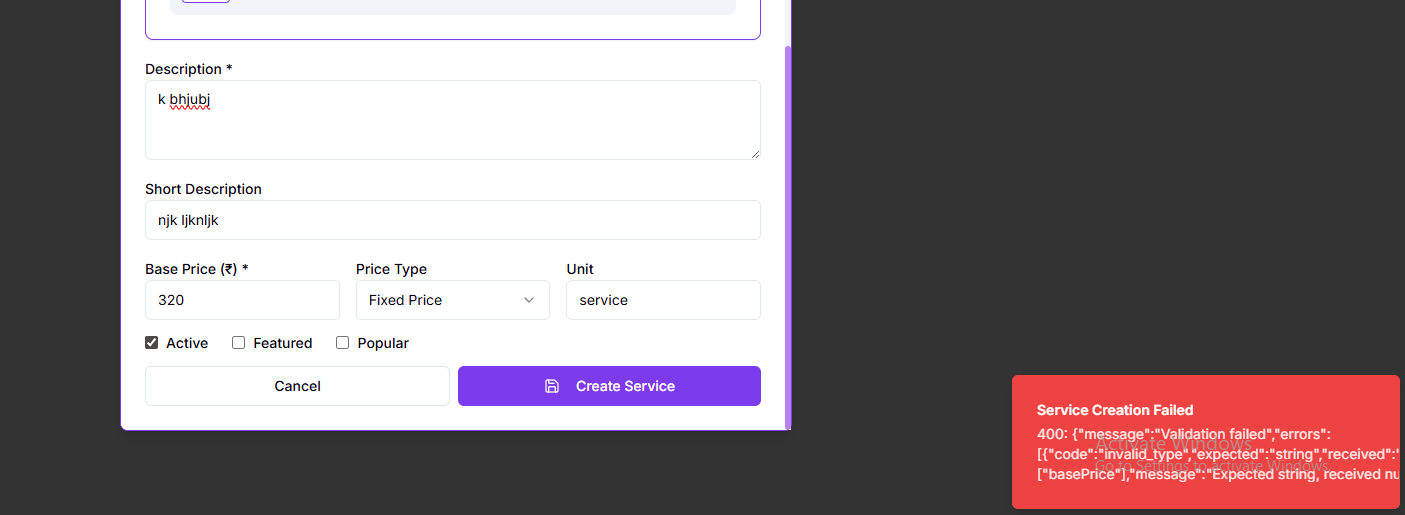 Description *
k bhjubj
Short Description
njk ljknljk
Base Price (₹) *
Price Type
Unit
320
Fixed Price
service
Active
Featured
Popular
Cancel
Create Service
Service Creation Failed
400: {"message":"Validation failed","errors":
[{"code":"invalid_type","expected":"string","received":"
["basePrice"],"message":"Expected string, received nu
Activate Windows
Go to Settings to activate Windows.